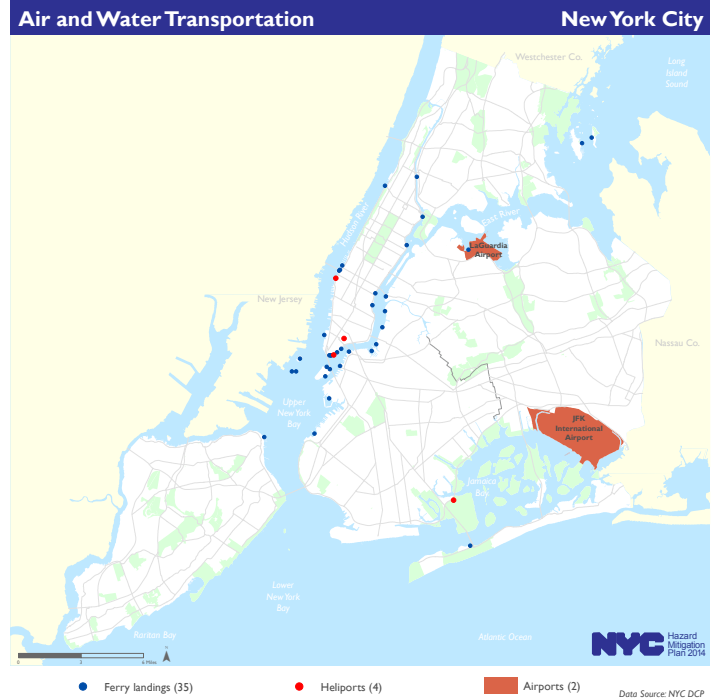 Air and Water Transportation
New York City
Westchester Co.
Long
Island
Sound
Hudson River
East River
LaGuardia
Airport
New Jersey
Nassau Co.
Upper
New York
Bay
JFK
International
Airport
Jamaica
Bay
Lower
New York
Bay
Raritan Bay
Atlantic Ocean
NYC
Hazard
Mitigation
Plan 2014
0
3
6 Miles
N
Ferry landings (35)
Heliports (4)
Airports (2)
Data Source: NYC DCP